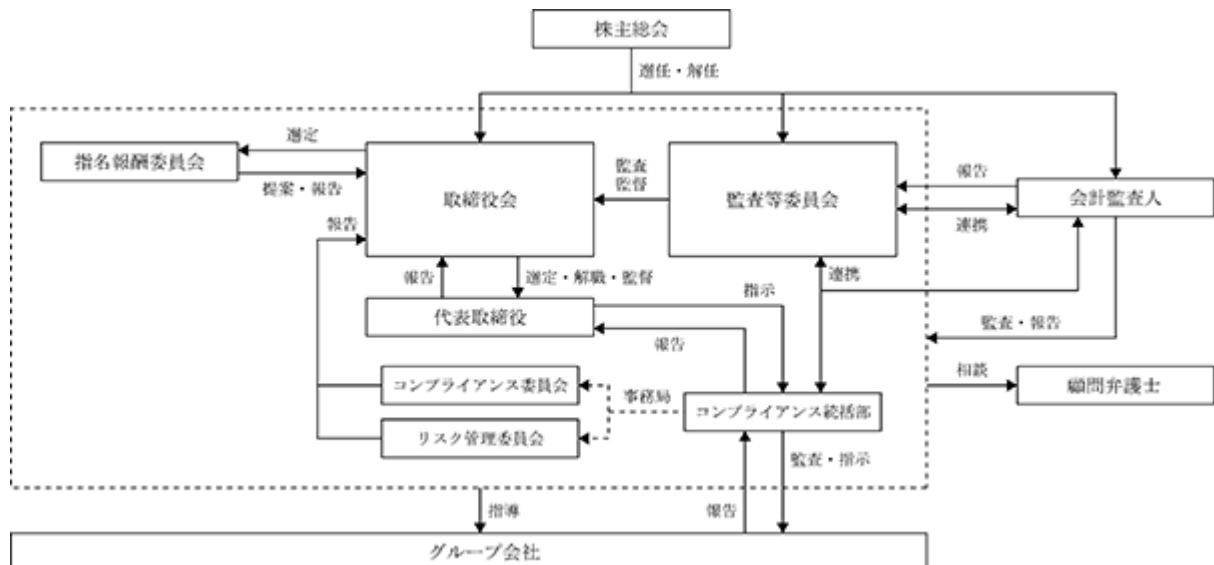 株主総会
選任・解任
選定
指名報酬委員会
提案・報告
取締役会
監査
監督
監査等委員会
報告
会計監査人
連携
報告
報告
選定・解職・監督
連携
指示
代表取締役
報告
監査・報告
相談
顧問弁護士
コンプライアンス委員会
事務局
コンプライアンス統括部
リスク管理委員会
監査・指示
指導
報告
グループ会社